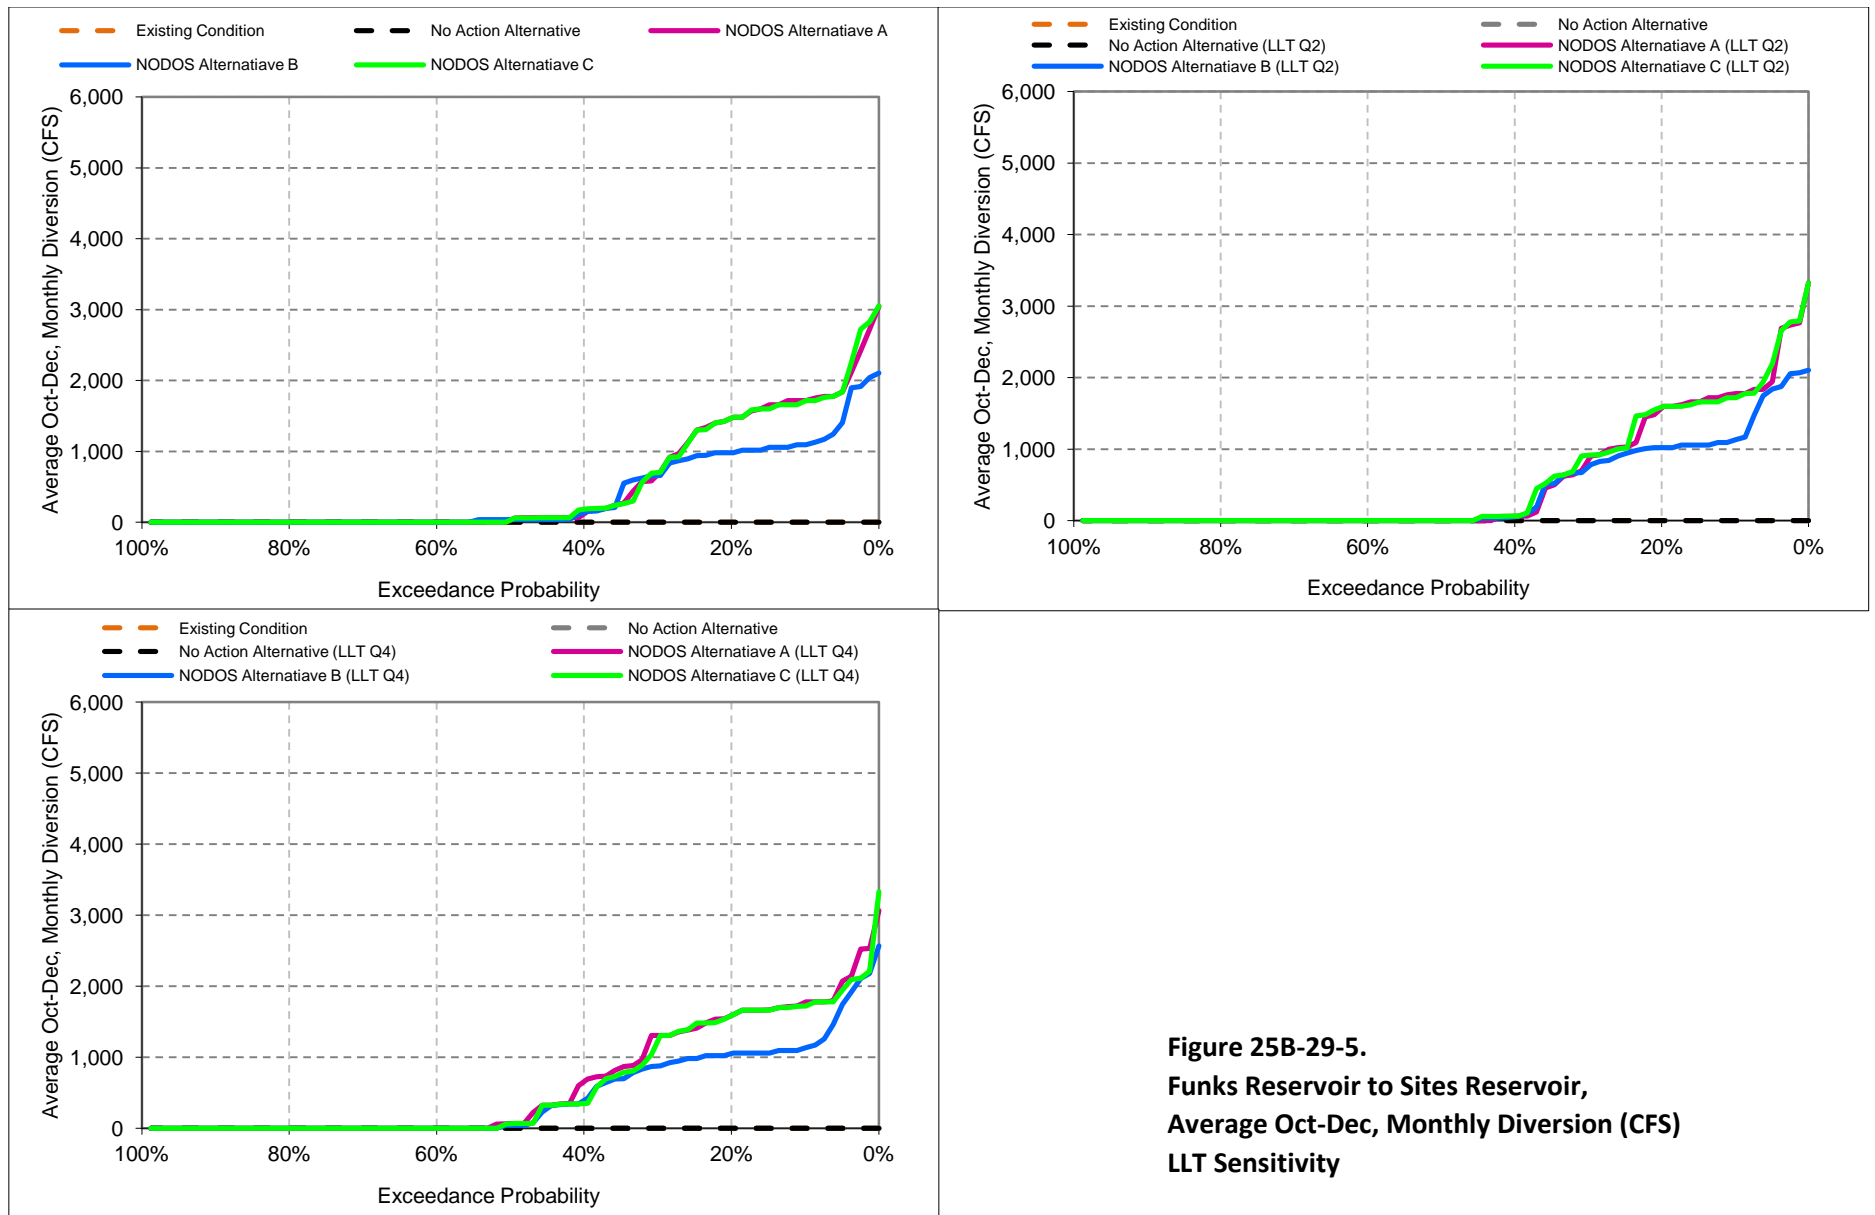 Existing Condition No Action Alternative NODOS Alternatiave A
NODOS Alternatiave B NODOS Alternatiave C
6,000
5,000
4,000
3,000
2,000
1,000
0
100% 80% 60% 40% 20% 0%
Average Oct-Dec, Monthly Diversion (CFS)
Exceedance Probability
Existing Condition No Action Alternative
No Action Alternative (LLT Q2) NODOS Alternatiave A (LLT Q2)
NODOS Alternatiave B (LLT Q2) NODOS Alternatiave C (LLT Q2)
6,000
5,000
4,000
3,000
2,000
1,000
0
100% 80% 60% 40% 20% 0%
Average Oct-Dec, Monthly Diversion (CFS)
Exceedance Probability
Existing Condition No Action Alternative
No Action Alternative (LLT Q4) NODOS Alternatiave A (LLT Q4)
NODOS Alternatiave B (LLT Q4) NODOS Alternatiave C (LLT Q4)
6,000
5,000
4,000
3,000
2,000
1,000
0
100% 80% 60% 40% 20% 0%
Average Oct-Dec, Monthly Diversion (CFS)
Exceedance Probability
Figure 25B-29-5.
Funks Reservoir to Sites Reservoir,
Average Oct-Dec, Monthly Diversion (CFS)
LLT Sensitivity